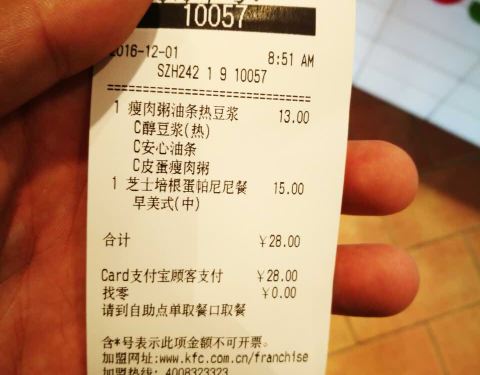 10057
2016-12-01 8:51 AM
SZH242 1 9 10057
==============================
1 瘦肉粥油条热豆浆 13.00
C醇豆浆(热)
C安心油条
C皮蛋瘦肉粥
1 芝士培根蛋帕尼尼餐 15.00
早美式(中)
合计 ￥28.00
Card支付宝顾客支付 ￥28.00
找零 ￥0.00
请到自助点单取餐口取餐
含*号表示此项金额不可开票。
加盟网址:www.kfc.com.cn/franchise
加盟热线: 4008323323